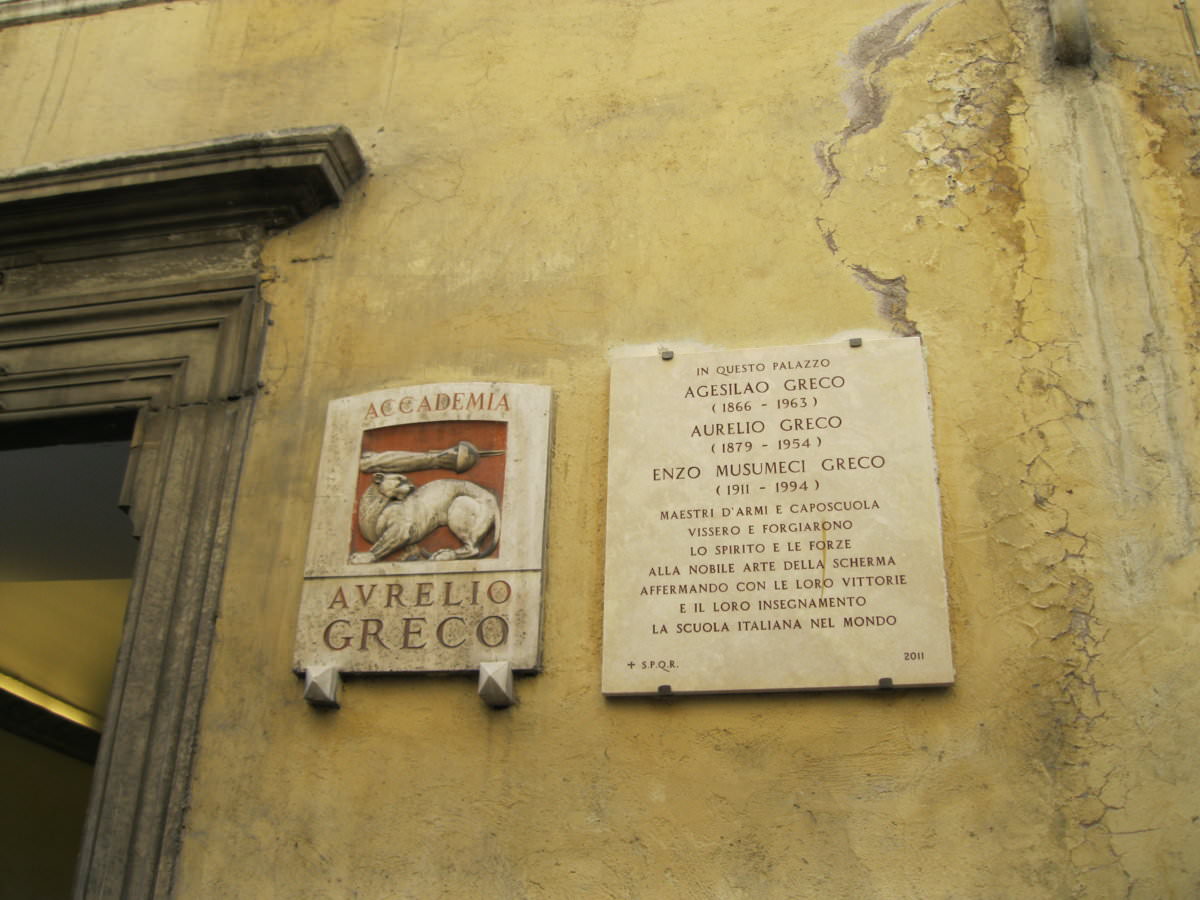 ACCADEMIA
AVRELIO
GRECO
IN QUESTO PALAZZO
AGESILAO GRECO
(1866 - 1963)
AURELIO GRECO
(1879 - 1954)
ENZO MUSUMECI GRECO
(1911 - 1994)
MAESTRI D'ARMI E CAPOSCUOLA
VISSERO E FORGIARONO
LO SPIRITO E LE FORZE
ALLA NOBILE ARTE DELLA SCHERMA
AFFERMANDO CON LE LORO VITTORIE
E IL LORO INSEGNAMENTO
LA SCUOLA ITALIANA NEL MONDO
+ S.P.Q.R. 2011